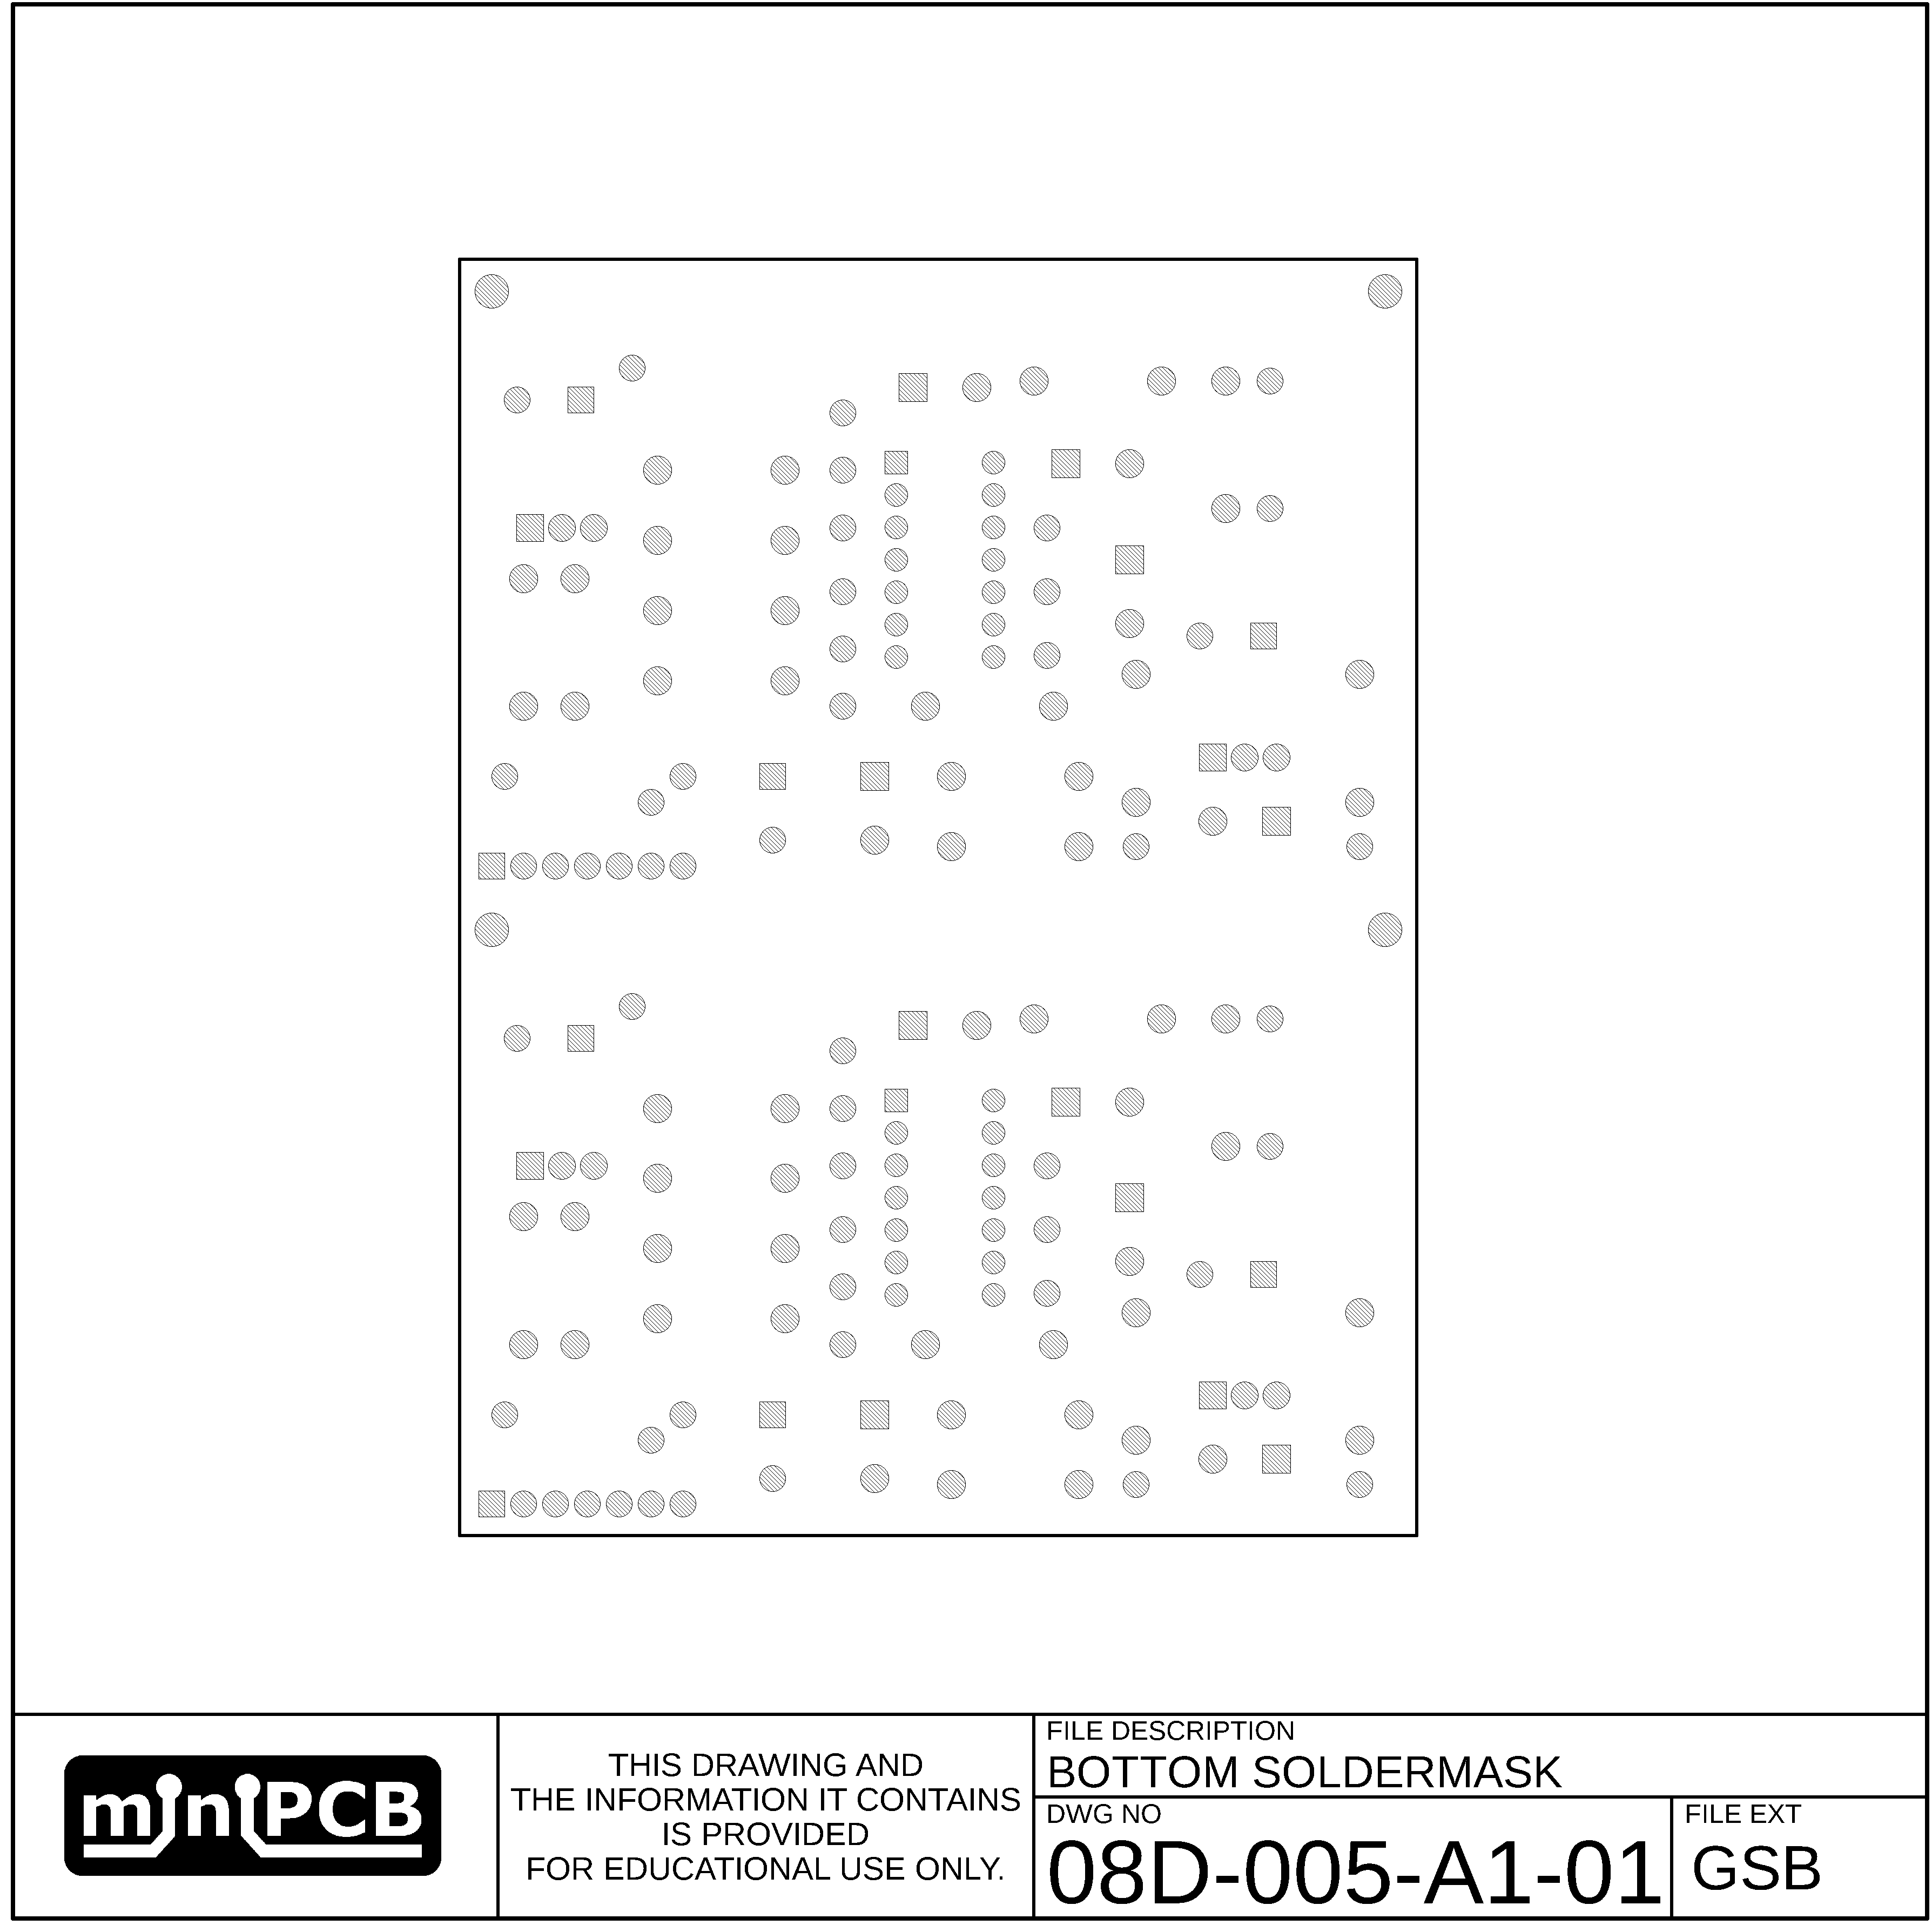 miniPCB
THIS DRAWING AND
THE INFORMATION IT CONTAINS
IS PROVIDED
FOR EDUCATIONAL USE ONLY.
FILE DESCRIPTION
BOTTOM SOLDERMASK
DWG NO
08D-005-A1-01
FILE EXT
GSB